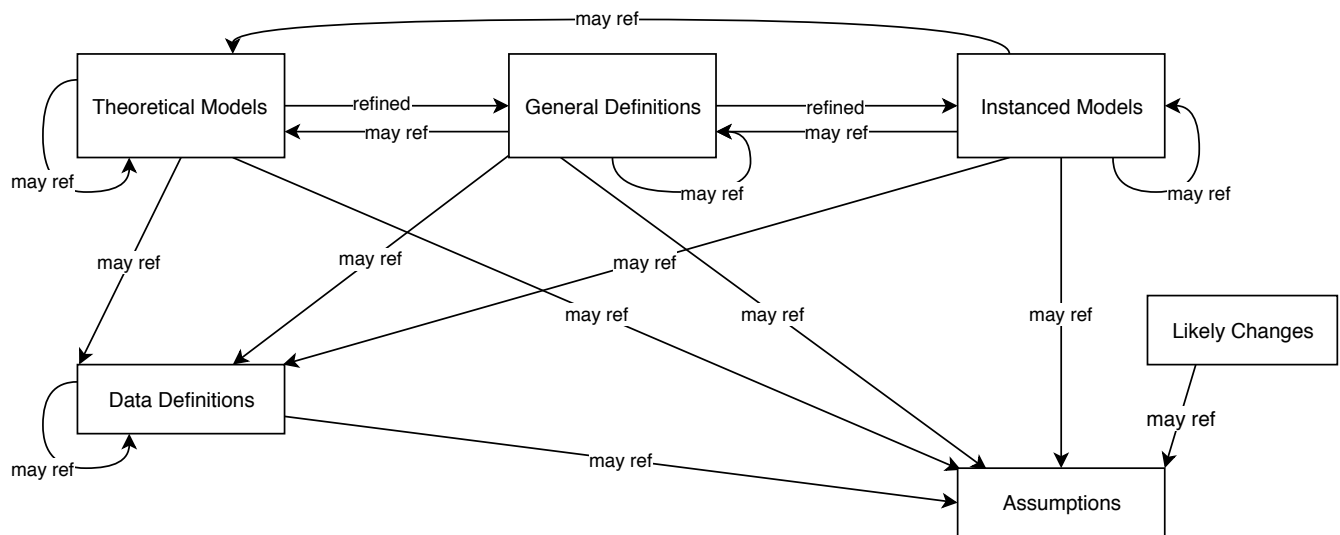 may ref
Theoretical Models
refined
General Definitions
refined
Instanced Models
may ref
may ref
may ref
may ref
may ref
may ref
may ref
may ref
may ref
may ref
may ref
may ref
Likely Changes
Data Definitions
may ref
may ref
may ref
Assumptions